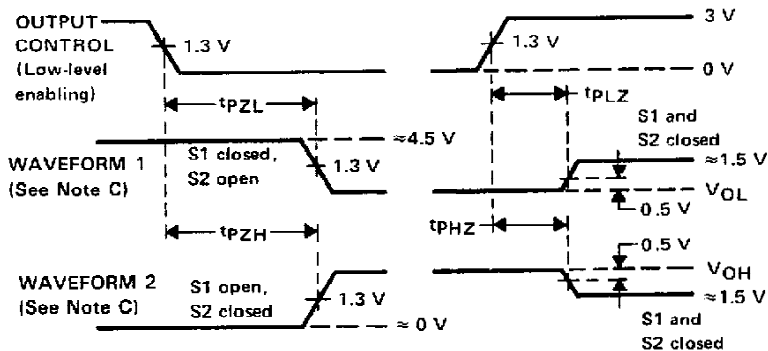 OUTPUT
CONTROL
(Low-level
enabling)
1.3 V
1.3 V
3 V
0 V
tPZL
tPLZ
S1 and
S2 closed
WAVEFORM 1
(See Note C)
S1 closed,
S2 open
1.3 V
≈4.5 V
≈1.5 V
VOL
0.5 V
tPZH
tPHZ
0.5 V
WAVEFORM 2
(See Note C)
S1 open,
S2 closed
1.3 V
≈ 0 V
VOH
≈1.5 V
S1 and
S2 closed